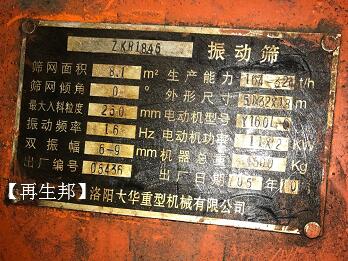 ZKR1845 振动筛
筛网面积 8.1 m² 生产能力 t/h
筛网倾角 0 ° 外形尺寸 m
最大入料粒度 250 mm 电动机型号
振动频率 16 Hz 电动机功率 11×2 KW
双振幅 6-9 mm 机器总重 Kg
出厂编号 03436 出厂日期 年
【再生邦】
洛阳大华重型机械有限公司